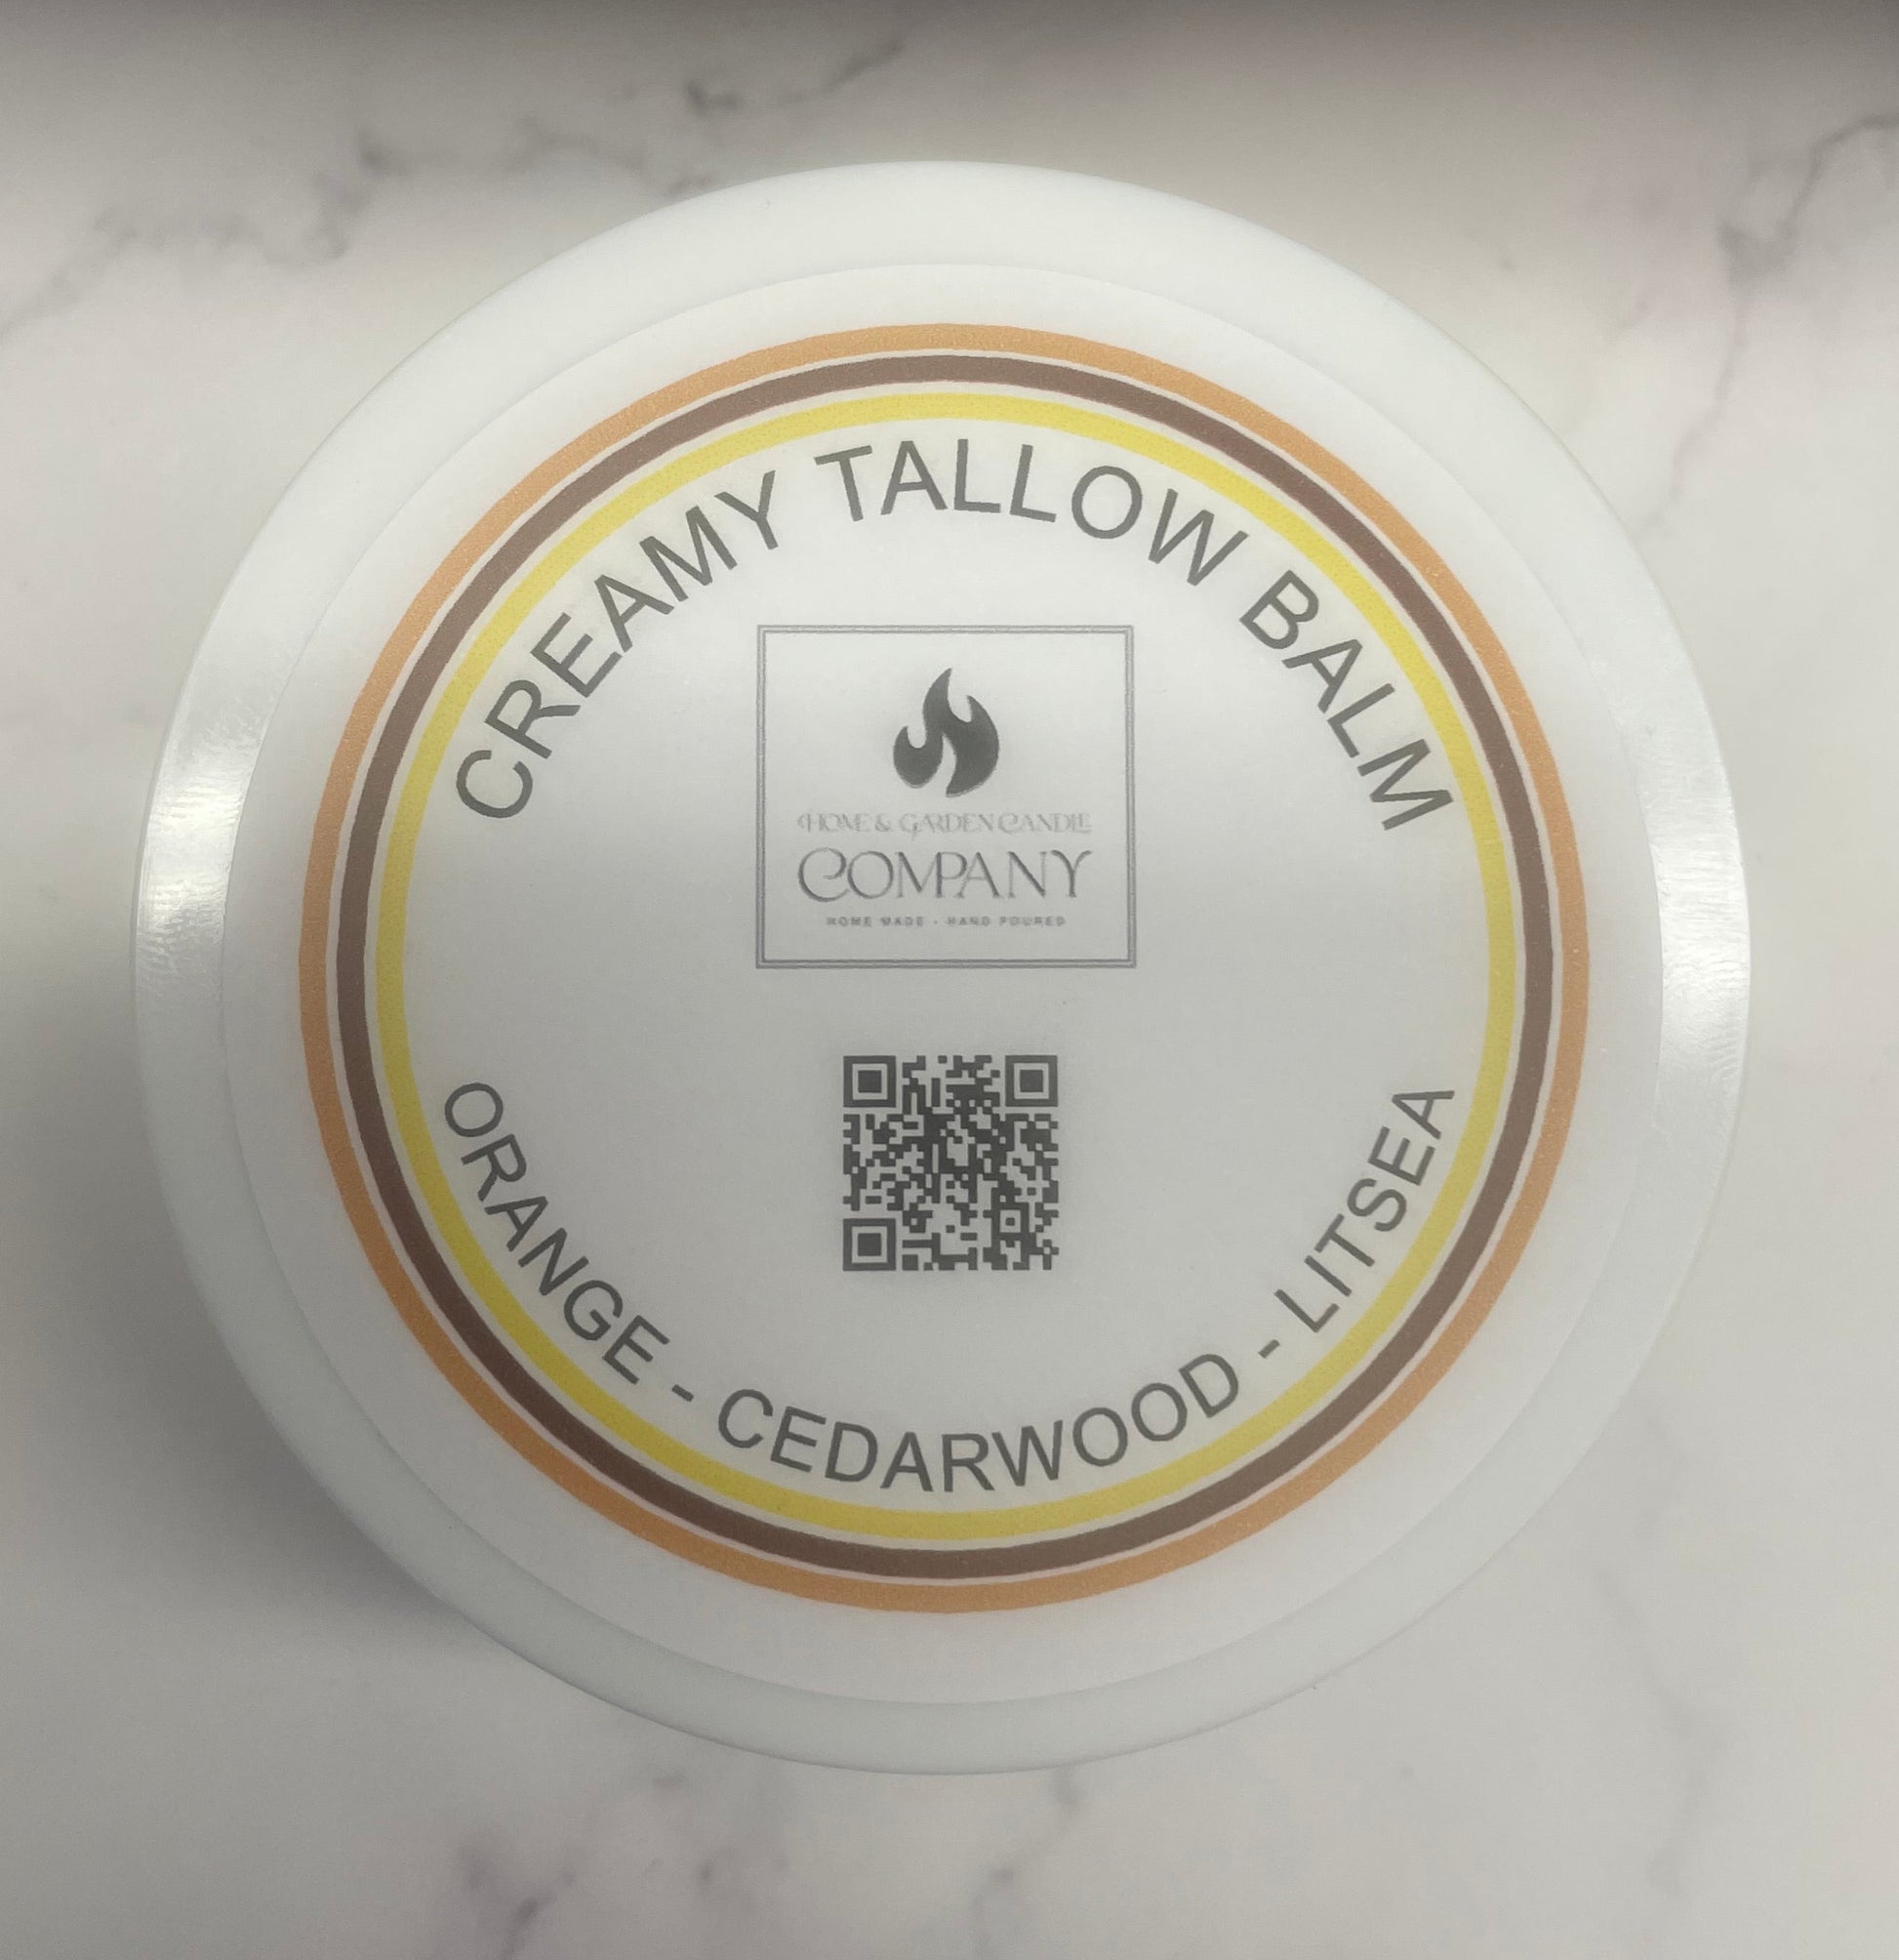 CREAMY TALLOW BALM
HOME & GARDEN CANDLE
COMPANY
HOME MADE - HAND POURED
ORANGE - CEDARWOOD - LITSEA